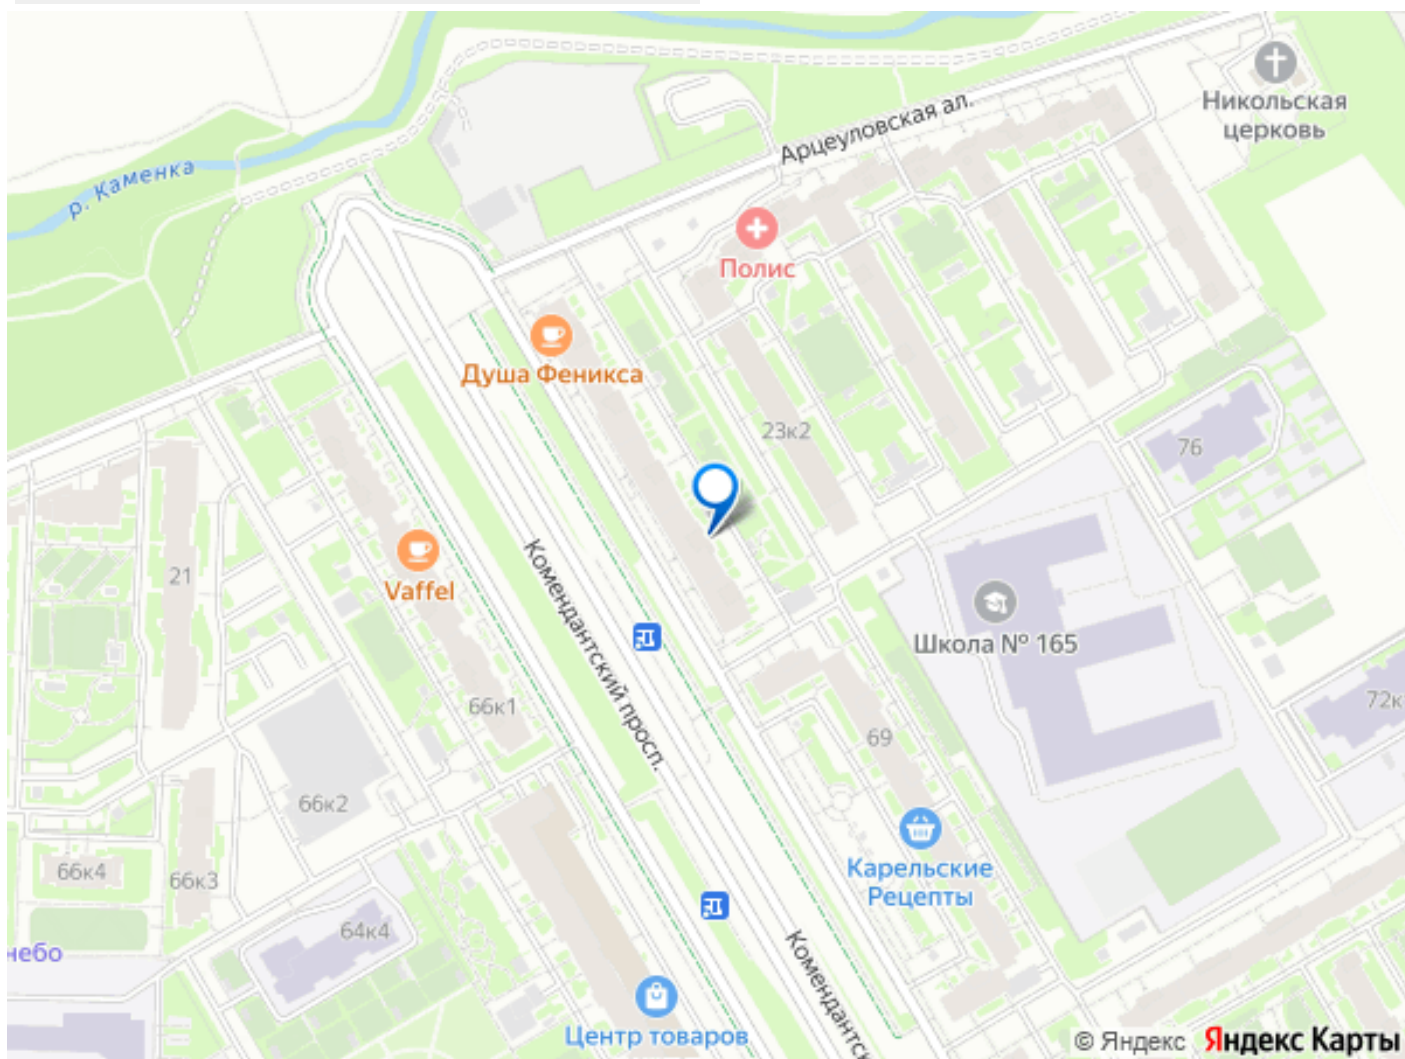 Никольская
церковь
Арцеуловская ал.
р. Каменка
Полис
Душа Феникса
23к2
76
21
Vaffel
Комендантский просп.
Школа № 165
66к1
72к
69
66к2
66к4
66к3
Карельские
Рецепты
64к4
небо
Комендантск
Центр товаров
© Яндекс Яндекс Карты